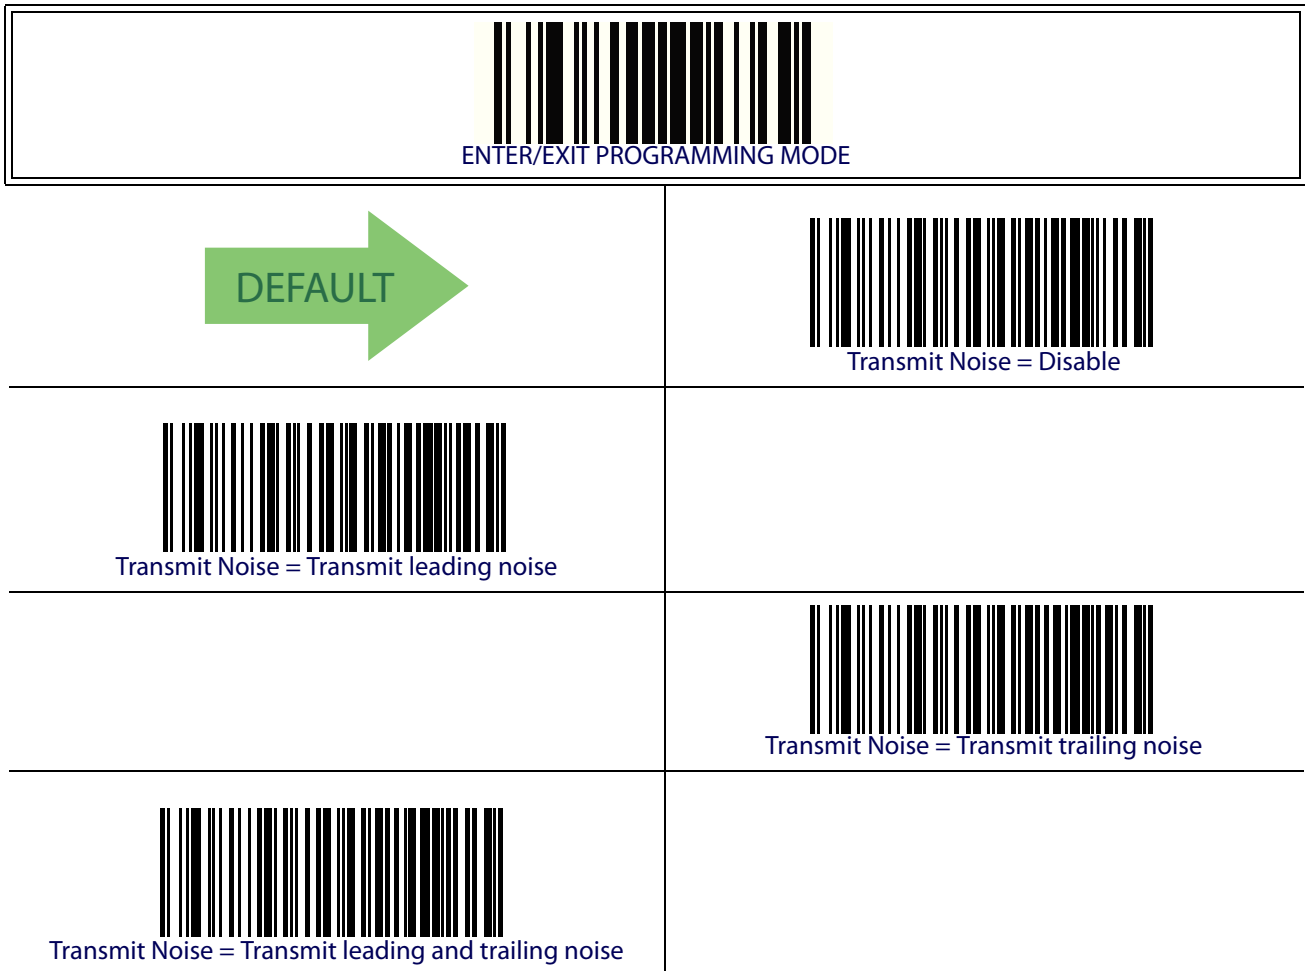 ENTER/EXIT PROGRAMMING MODE
DEFAULT
Transmit Noise = Disable
Transmit Noise = Transmit leading noise
Transmit Noise = Transmit trailing noise
Transmit Noise = Transmit leading and trailing noise